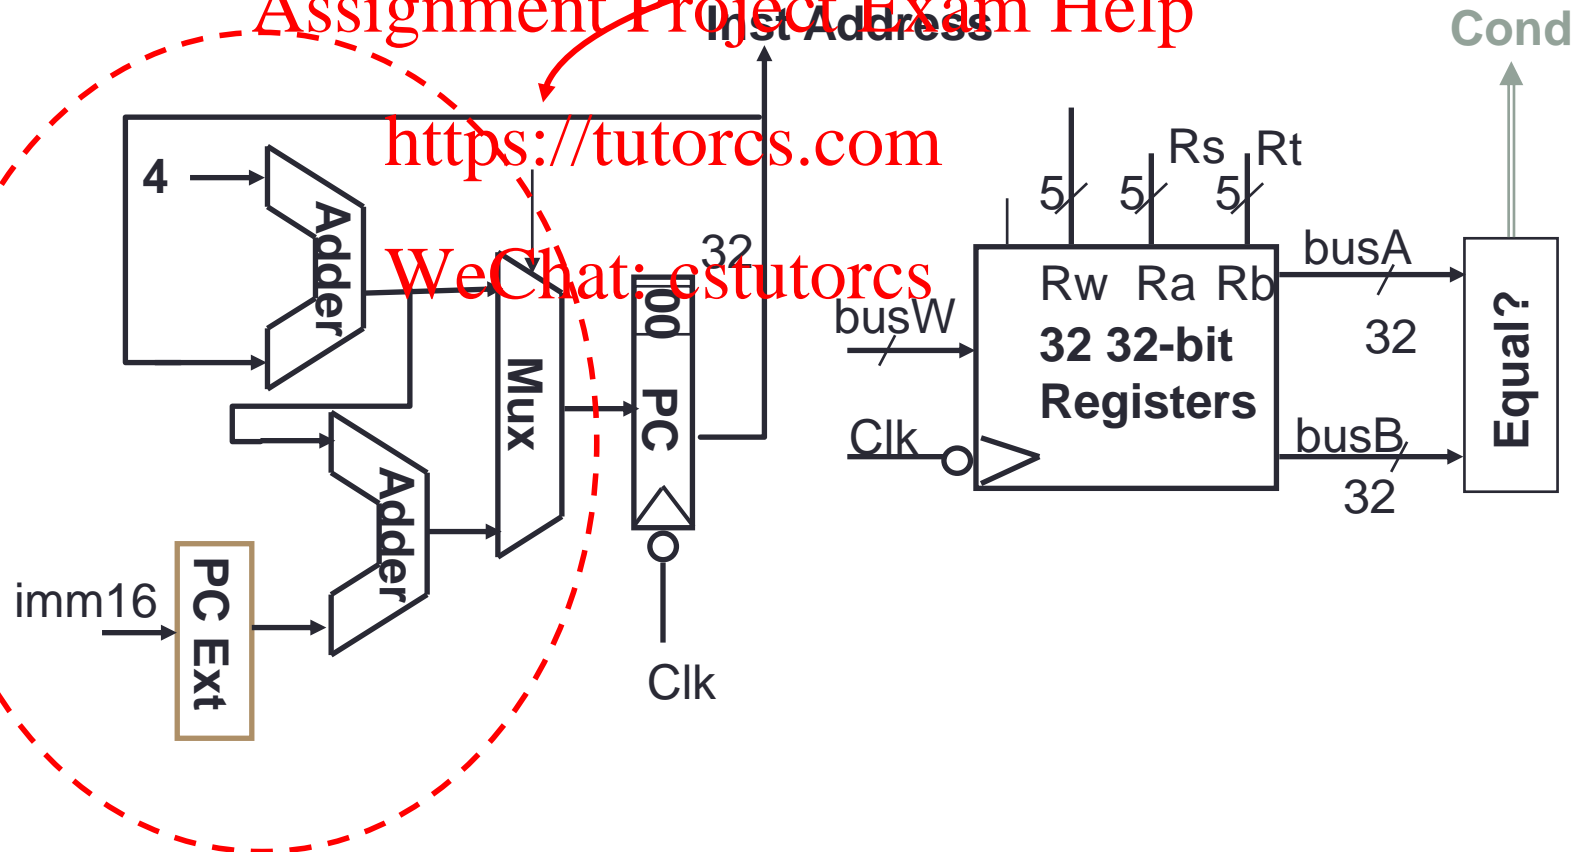 Assignment Project Exam Help
Inst Address
Cond
https://tutorcs.com
4
Adder
5
5
Rs
5
Rt
WeChat: cstutorcs
32
busA
32
Rw Ra Rb
32 32-bit
Registers
busW
Clk
busB
32
Equal?
Mux
00
PC
Adder
imm16
PC Ext
Clk